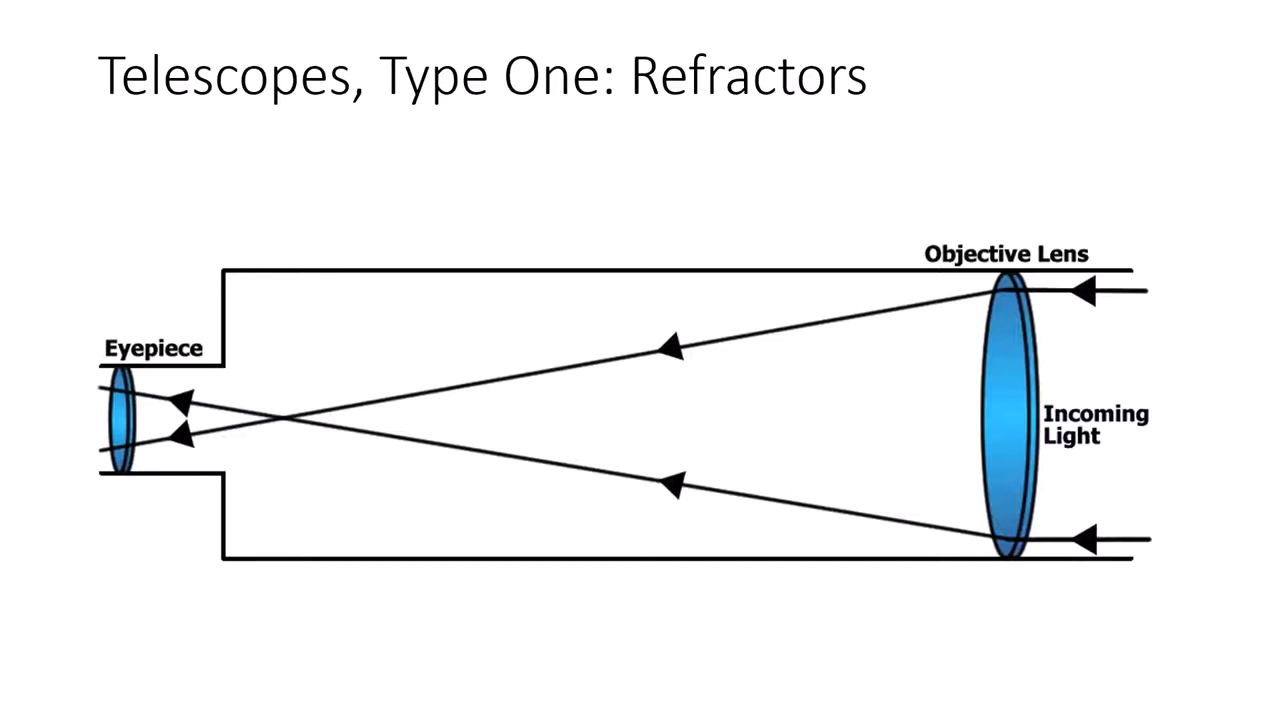 Telescopes, Type One: Refractors
Objective Lens
Eyepiece
Incoming
Light